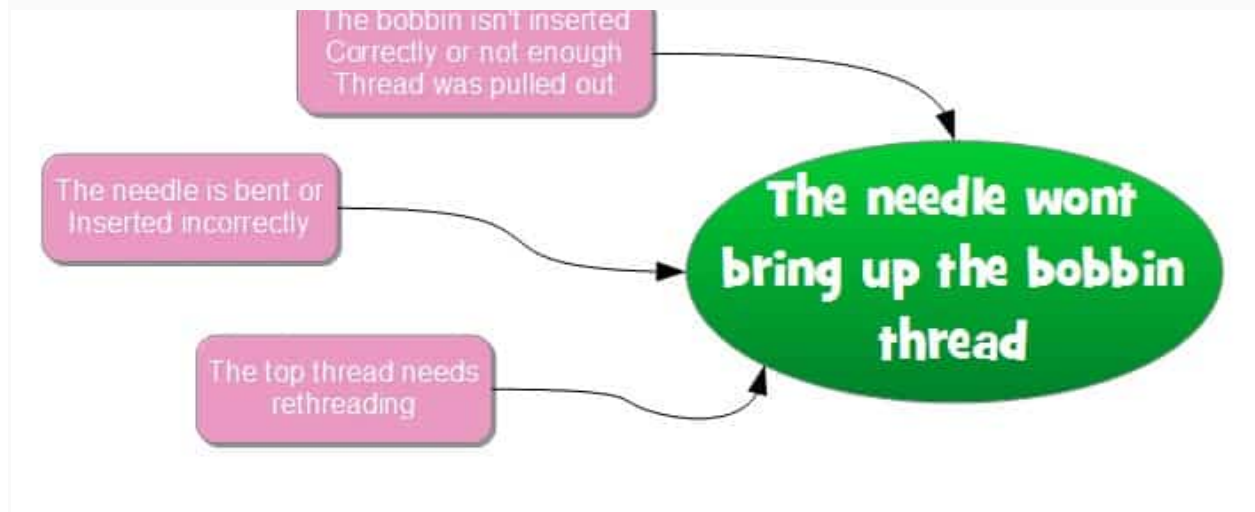 The bobbin isn't inserted
Correctly or not enough
Thread was pulled out
The needle is bent or
Inserted incorrectly
The top thread needs
rethreading
The needle wont
bring up the bobbin
thread